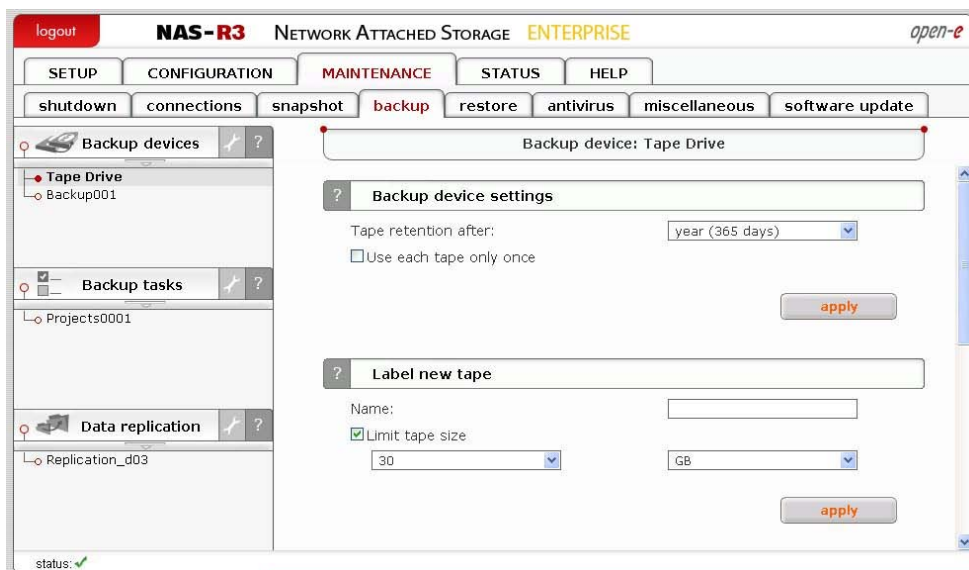 logout NAS-R3 NETWORK ATTACHED STORAGE ENTERPRISE open-e
SETUP CONFIGURATION MAINTENANCE STATUS HELP
shutdown connections snapshot backup restore antivirus miscellaneous software update
Backup devices ?
Tape Drive
Backup001
Backup tasks ?
Projects0001
Data replication ?
Replication_d03
Backup device: Tape Drive
? Backup device settings
Tape retention after: year (365 days)
Use each tape only once
apply
? Label new tape
Name:
Limit tape size
30 GB
apply
status: